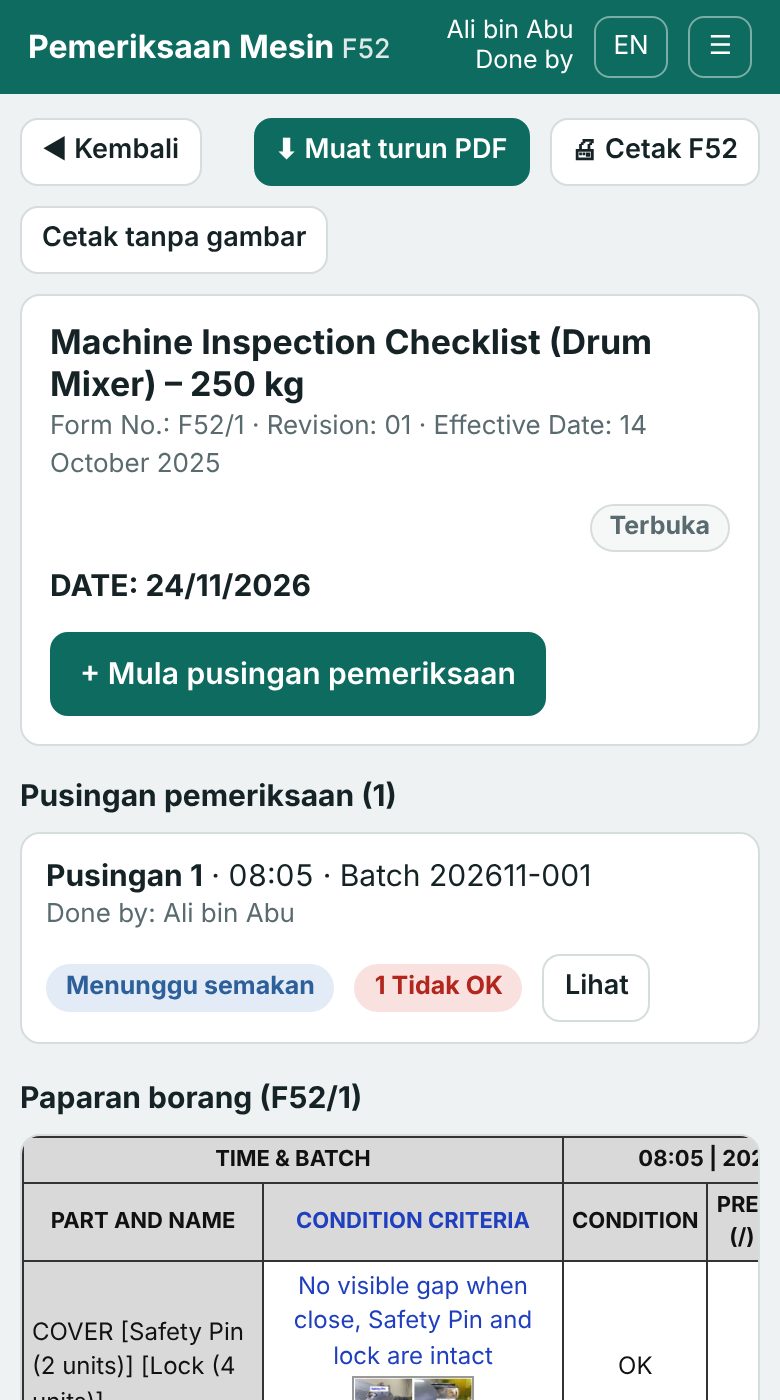 Pemeriksaan Mesin F52
Ali bin Abu
Done by
EN
☰
◀ Kembali
⬇ Muat turun PDF
🖨 Cetak F52
Cetak tanpa gambar
Machine Inspection Checklist (Drum
Mixer) – 250 kg
Form No.: F52/1 · Revision: 01 · Effective Date: 14
October 2025
Terbuka
DATE: 24/11/2026
+ Mula pusingan pemeriksaan
Pusingan pemeriksaan (1)
Pusingan 1 · 08:05 · Batch 202611-001
Done by: Ali bin Abu
Menunggu semakan
1 Tidak OK
Lihat
Paparan borang (F52/1)
TIME & BATCH
08:05 | 202
PART AND NAME
CONDITION CRITERIA
CONDITION
PRE
(/)
No visible gap when
close, Safety Pin and
lock are intact
COVER [Safety Pin
(2 units)] [Lock (4
units)]
OK